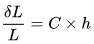 δL/L = C × h